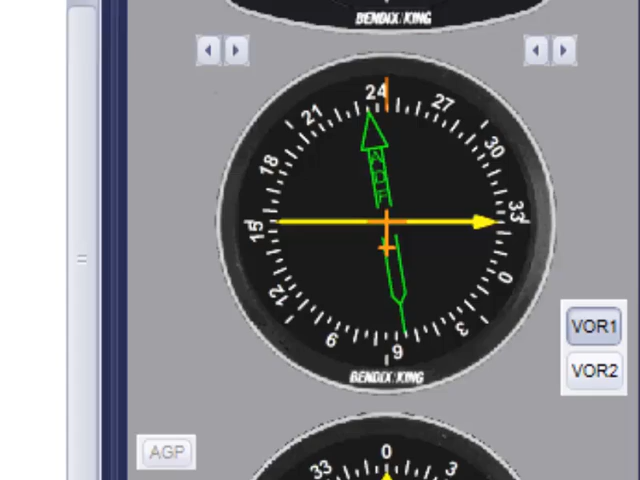 BENDIX/KING
24
21
27
18
30
15
33
12
0
6
3
9
ADF
BENDIX/KING
VOR1
VOR2
AGP
33
0
3